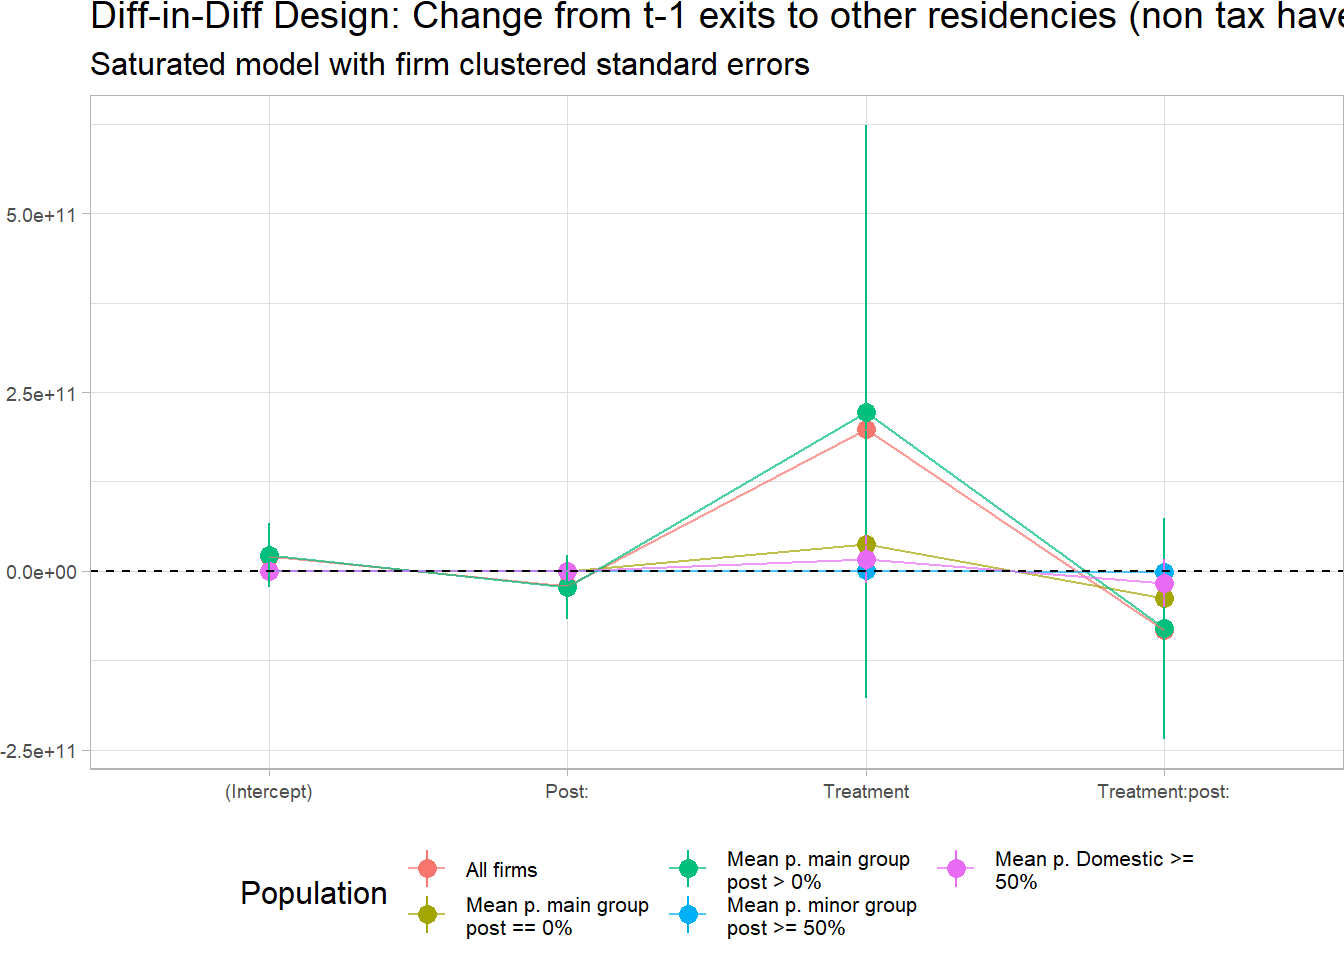 Diff-in-Diff Design: Change from t-1 exits to other residencies (non tax have
Saturated model with firm clustered standard errors
5.0e+11
2.5e+11
0.0e+00
-2.5e+11
(Intercept) Post: Treatment Treatment:post:
Population
All firms
Mean p. main group
post == 0%
Mean p. main group
post > 0%
Mean p. minor group
post >= 50%
Mean p. Domestic >=
50%